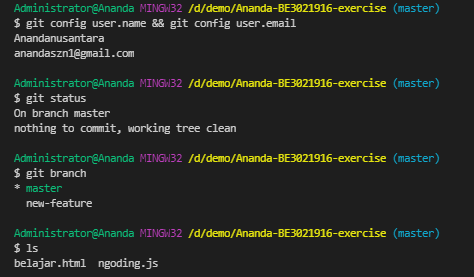 Administrator@Ananda MINGW32 /d/demo/Ananda-BE3021916-exercise (master)
$ git config user.name && git config user.email
Anandanusantara
anandaszn1@gmail.com
Administrator@Ananda MINGW32 /d/demo/Ananda-BE3021916-exercise (master)
$ git status
On branch master
nothing to commit, working tree clean
Administrator@Ananda MINGW32 /d/demo/Ananda-BE3021916-exercise (master)
$ git branch
* master
  new-feature
Administrator@Ananda MINGW32 /d/demo/Ananda-BE3021916-exercise (master)
$ ls
belajar.html  ngoding.js